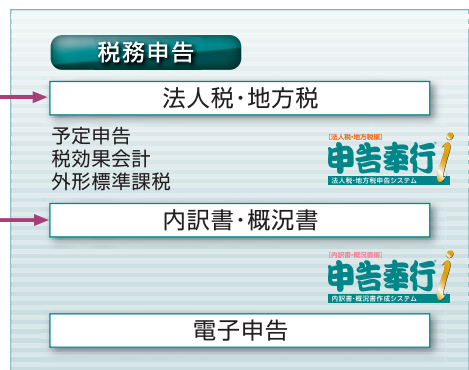 税務申告
法人税・地方税
予定申告
税効果会計
外形標準課税
[法人税・地方税編]
申告奉行i
法人税・地方税申告システム
内訳書・概況書
[内訳書・概況書編]
申告奉行i
内訳書・概況書作成システム
電子申告